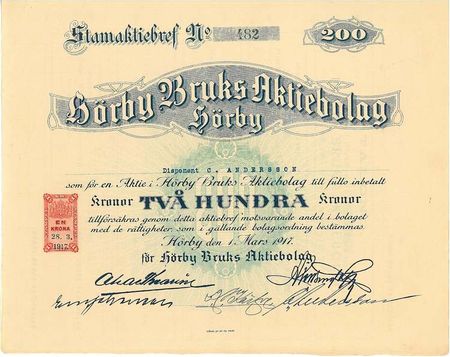 Stamaktiebref No 482 200
Hörby Bruks Aktiebolag
Hörby
Disponent C. ANDERSSON
som för en Aktie i Hörby Bruks Aktiebolag till fullo inbetalt
Kronor TVÅ HUNDRA Kronor
tillförsäkras genom detta aktiebref motsvarande andel i bolaget
med de rättigheter som i gällande bolagsordning bestämmas.
Hörby den 1 Mars 1917.
för Hörby Bruks Aktiebolag
EN
KRONA
28. 3.
1917.